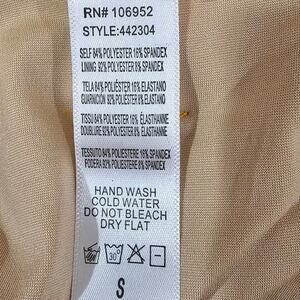 RN# 106952
STYLE:442304
SELF 84% POLYESTER 16% SPANDEX
LINING 92% POLYESTER 8% SPANDEX
TELA 84% POLIÉSTER 16% ELASTANO
GUARNICIÓN 92% POLIÉSTER 8% ELASTANO
TISSU 84% POLYESTER 16% ÉLASTHANNE
DOUBLURE 92% POLYESTER 8% ÉLASTHANNE
TESSUTO 84% POLIESTERE 16% SPANDEX
FODERA 92% POLIESTERE 8% SPANDEX
HAND WASH
COLD WATER
DO NOT BLEACH
DRY FLAT
30°
S